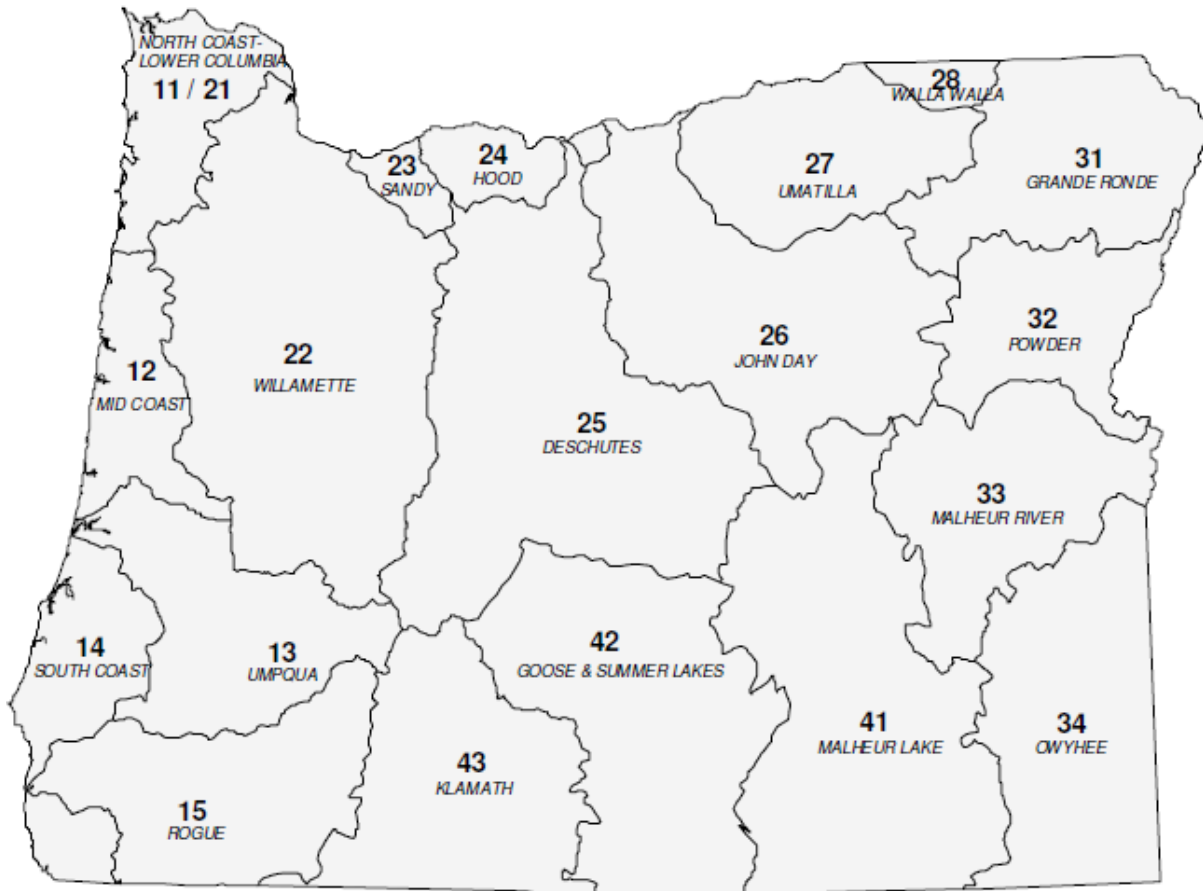 NORTH COAST-
LOWER COLUMBIA
11 / 21
28
WALLA WALLA
23
SANDY
24
HOOD
27
UMATILLA
31
GRANDE RONDE
32
POWDER
26
JOHN DAY
22
WILLAMETTE
12
MID COAST
25
DESCHUTES
33
MALHEUR RIVER
14
SOUTH COAST
13
UMPQUA
42
GOOSE & SUMMER LAKES
41
MALHEUR LAKE
34
OWYHEE
43
KLAMATH
15
ROGUE